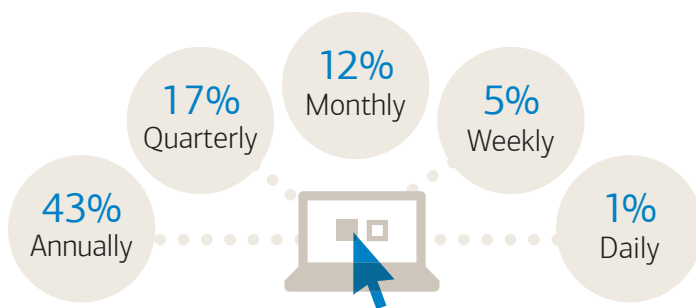 43%
Annually
17%
Quarterly
12%
Monthly
5%
Weekly
1%
Daily